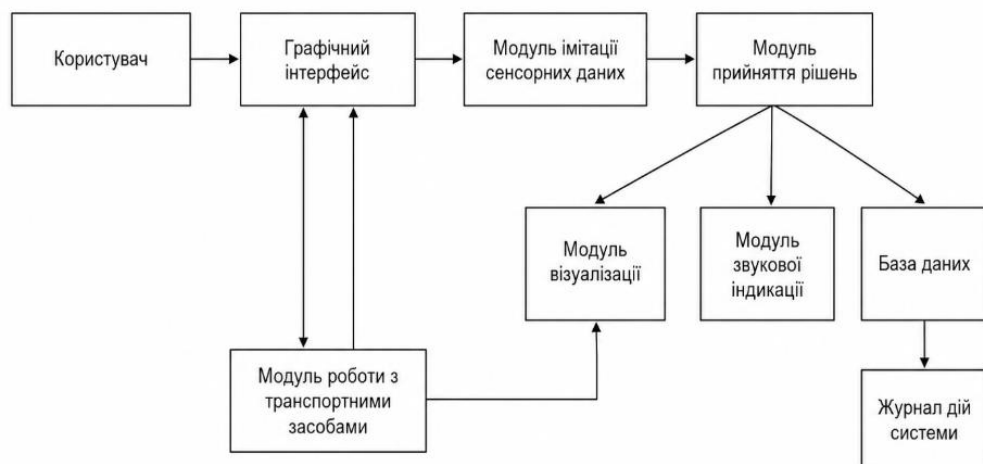 Користувач
Графічний
інтерфейс
Модуль імітації
сенсорних даних
Модуль
прийняття рішень
Модуль
візуалізації
Модуль
звукової
індикації
База даних
Модуль роботи з
транспортними
засобами
Журнал дій
системи